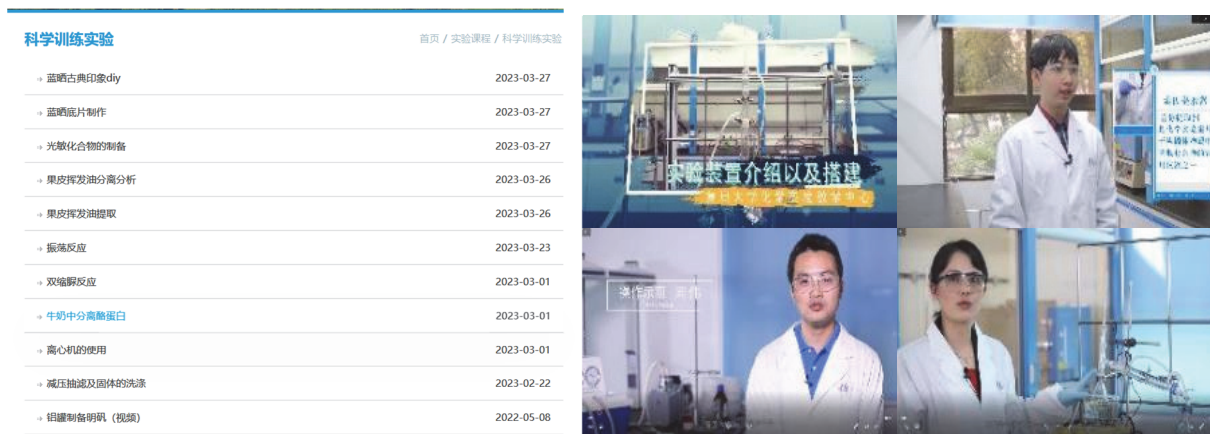 科学训练实验
首页 / 实验课程 / 科学训练实验
蓝晒古典印象diy 2023-03-27
蓝晒底片制作 2023-03-27
光敏化合物的制备 2023-03-27
果皮挥发油分离分析 2023-03-26
果皮挥发油提取 2023-03-26
振荡反应 2023-03-23
双缩脲反应 2023-03-01
牛奶中分离酪蛋白 2023-03-01
离心机的使用 2023-03-01
减压抽滤及固体的洗涤 2023-02-22
铝罐制备明矾（视频） 2022-05-08
实验装置介绍以及搭建
操作示范